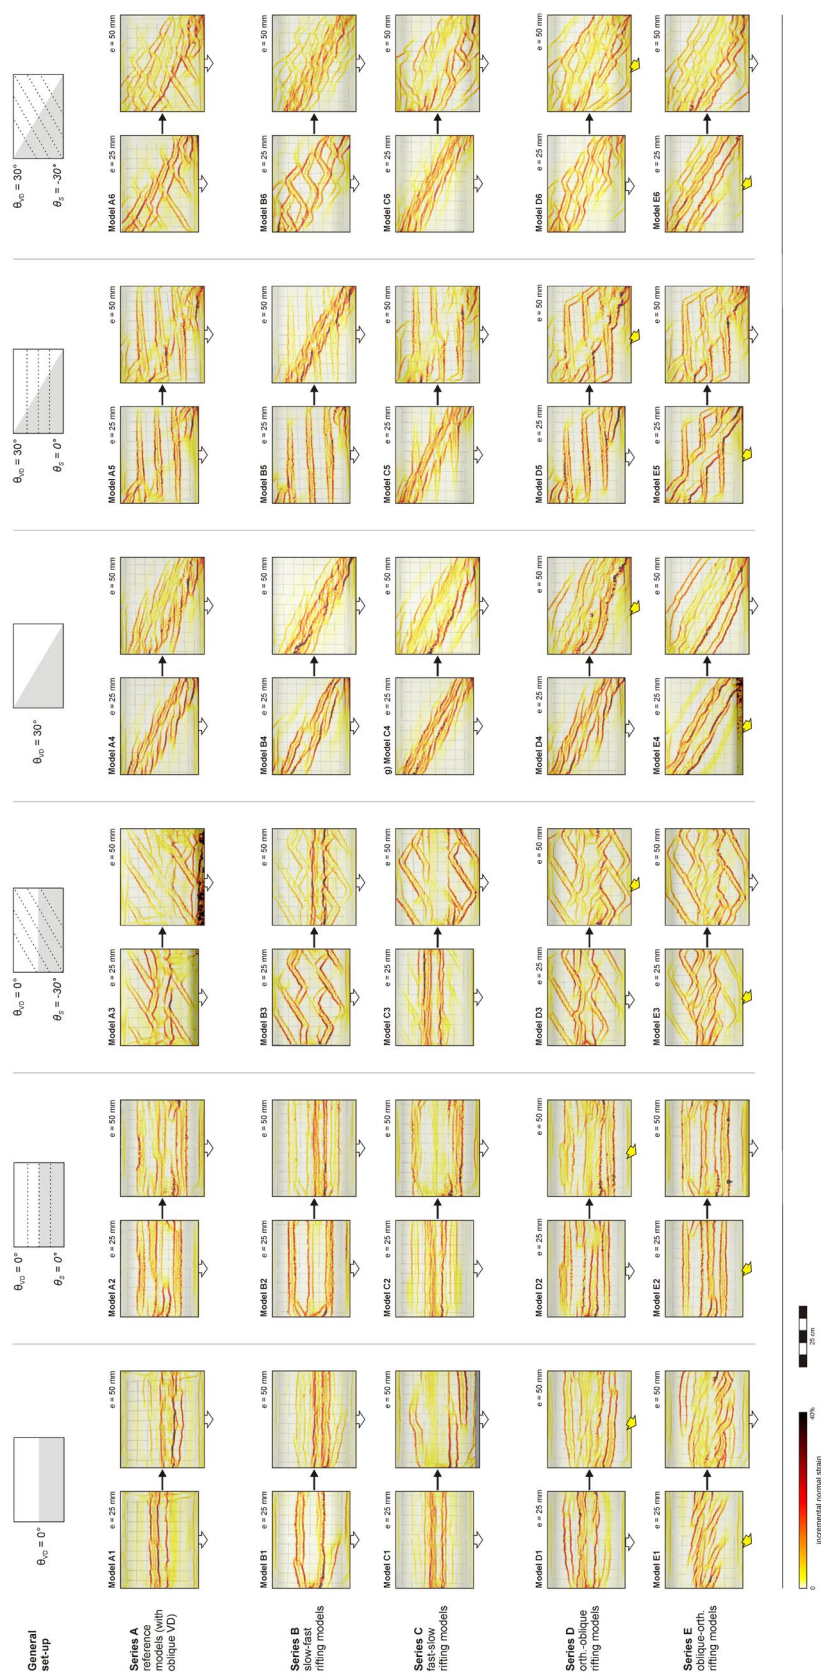 General
set-up
θVD = 0°
θVD = 0°
θS = 0°
θVD = 0°
θS = -30°
θVD = 30°
θVD = 30°
θS = 0°
θVD = 30°
θS = -30°
Series A
reference
models (with
oblique VD)
Model A1 e = 25 mm e = 50 mm
Model A2 e = 25 mm e = 50 mm
Model A3 e = 25 mm e = 50 mm
Model A4 e = 25 mm e = 50 mm
Model A5 e = 25 mm e = 50 mm
Model A6 e = 25 mm e = 50 mm
Series B
slow-fast
rifting models
Model B1 e = 25 mm e = 50 mm
Model B2 e = 25 mm e = 50 mm
Model B3 e = 25 mm e = 50 mm
Model B4 e = 25 mm e = 50 mm
Model B5 e = 25 mm e = 50 mm
Model B6 e = 25 mm e = 50 mm
Series C
fast-slow
rifting models
Model C1 e = 25 mm e = 50 mm
Model C2 e = 25 mm e = 50 mm
Model C3 e = 25 mm e = 50 mm
g) Model C4 e = 25 mm e = 50 mm
Model C5 e = 25 mm e = 50 mm
Model C6 e = 25 mm e = 50 mm
Series D
orth.-oblique
rifting models
Model D1 e = 25 mm e = 50 mm
Model D2 e = 25 mm e = 50 mm
Model D3 e = 25 mm e = 50 mm
Model D4 e = 25 mm e = 50 mm
Model D5 e = 25 mm e = 50 mm
Model D6 e = 25 mm e = 50 mm
Series E
oblique-orth.
rifting models
Model E1 e = 25 mm e = 50 mm
Model E2 e = 25 mm e = 50 mm
Model E3 e = 25 mm e = 50 mm
Model E4 e = 25 mm e = 50 mm
Model E5 e = 25 mm e = 50 mm
Model E6 e = 25 mm e = 50 mm
0 40%
incremental normal strain
25 cm